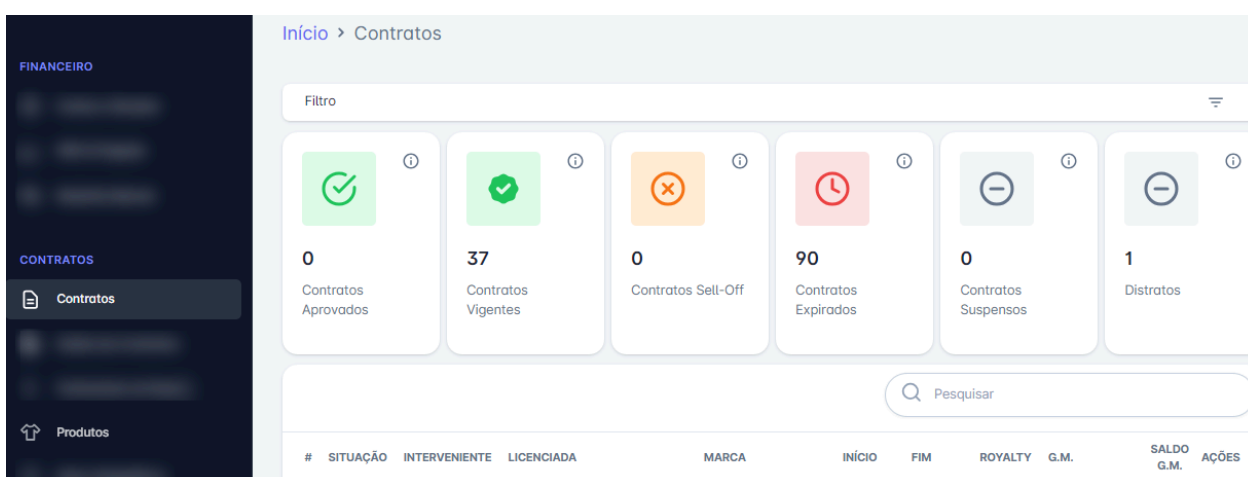 Início > Contratos
FINANCEIRO
Filtro
0
Contratos
Aprovados
37
Contratos
Vigentes
0
Contratos Sell-Off
90
Contratos
Expirados
0
Contratos
Suspensos
1
Distratos
CONTRATOS
Contratos
Produtos
Pesquisar
# SITUAÇÃO INTERVENIENTE LICENCIADA MARCA INÍCIO FIM ROYALTY G.M. SALDO G.M. AÇÕES